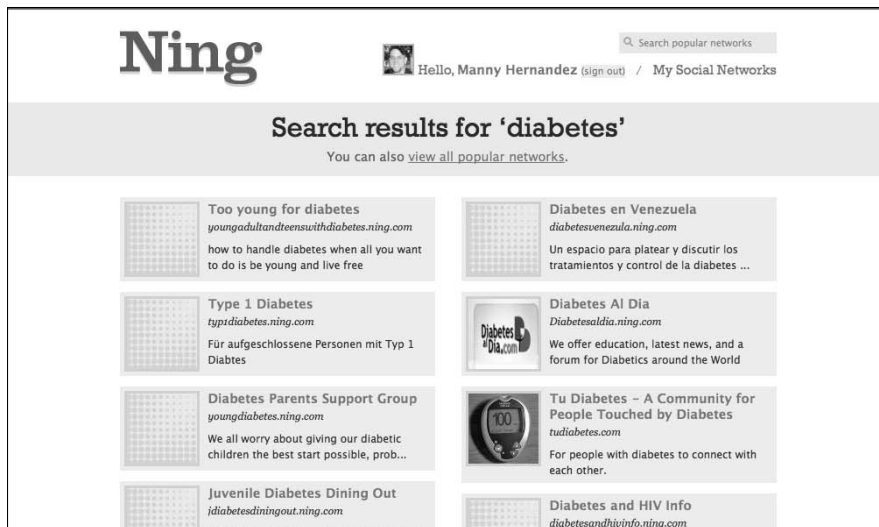 Ning
Search popular networks
Hello, Manny Hernandez (sign out) / My Social Networks
Search results for ‘diabetes’
You can also view all popular networks.
Too young for diabetes
youngadultandteenswithdiabetes.ning.com
how to handle diabetes when all you want
to do is be young and live free
Type 1 Diabetes
typ1diabetes.ning.com
Für aufgeschlossene Personen mit Typ 1
Diabtes
Diabetes Parents Support Group
youngdiabetes.ning.com
We all worry about giving our diabetic
children the best start possible, prob...
Juvenile Diabetes Dining Out
jdiabetesdiningout.ning.com
Diabetes en Venezuela
diabetesvenezula.ning.com
Un espacio para platear y discutir los
tratamientos y control de la diabetes ...
Diabetes
al Dia.com
Diabetes Al Dia
Diabetesaldia.ning.com
We offer education, latest news, and a
forum for Diabetics around the World
100
Tu Diabetes – A Community for
People Touched by Diabetes
tudiabetes.com
For people with diabetes to connect with
each other.
Diabetes and HIV Info
diabetesandhivinfo.ning.com